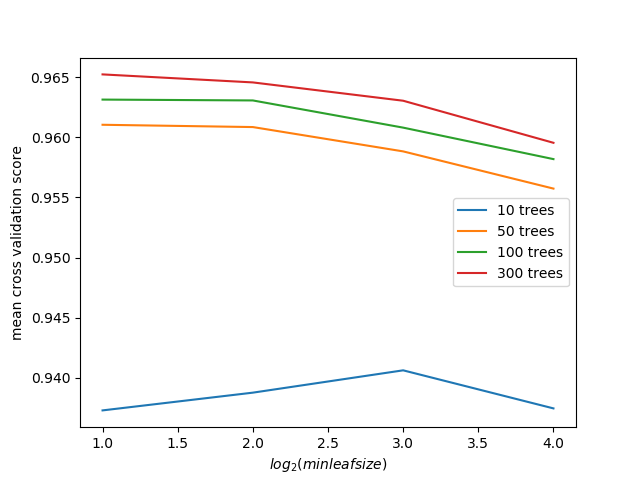 0.965
0.960
0.955
0.950
0.945
0.940
mean cross validation score
10 trees
50 trees
100 trees
300 trees
1.0 1.5 2.0 2.5 3.0 3.5 4.0
log₂(minleafsize)